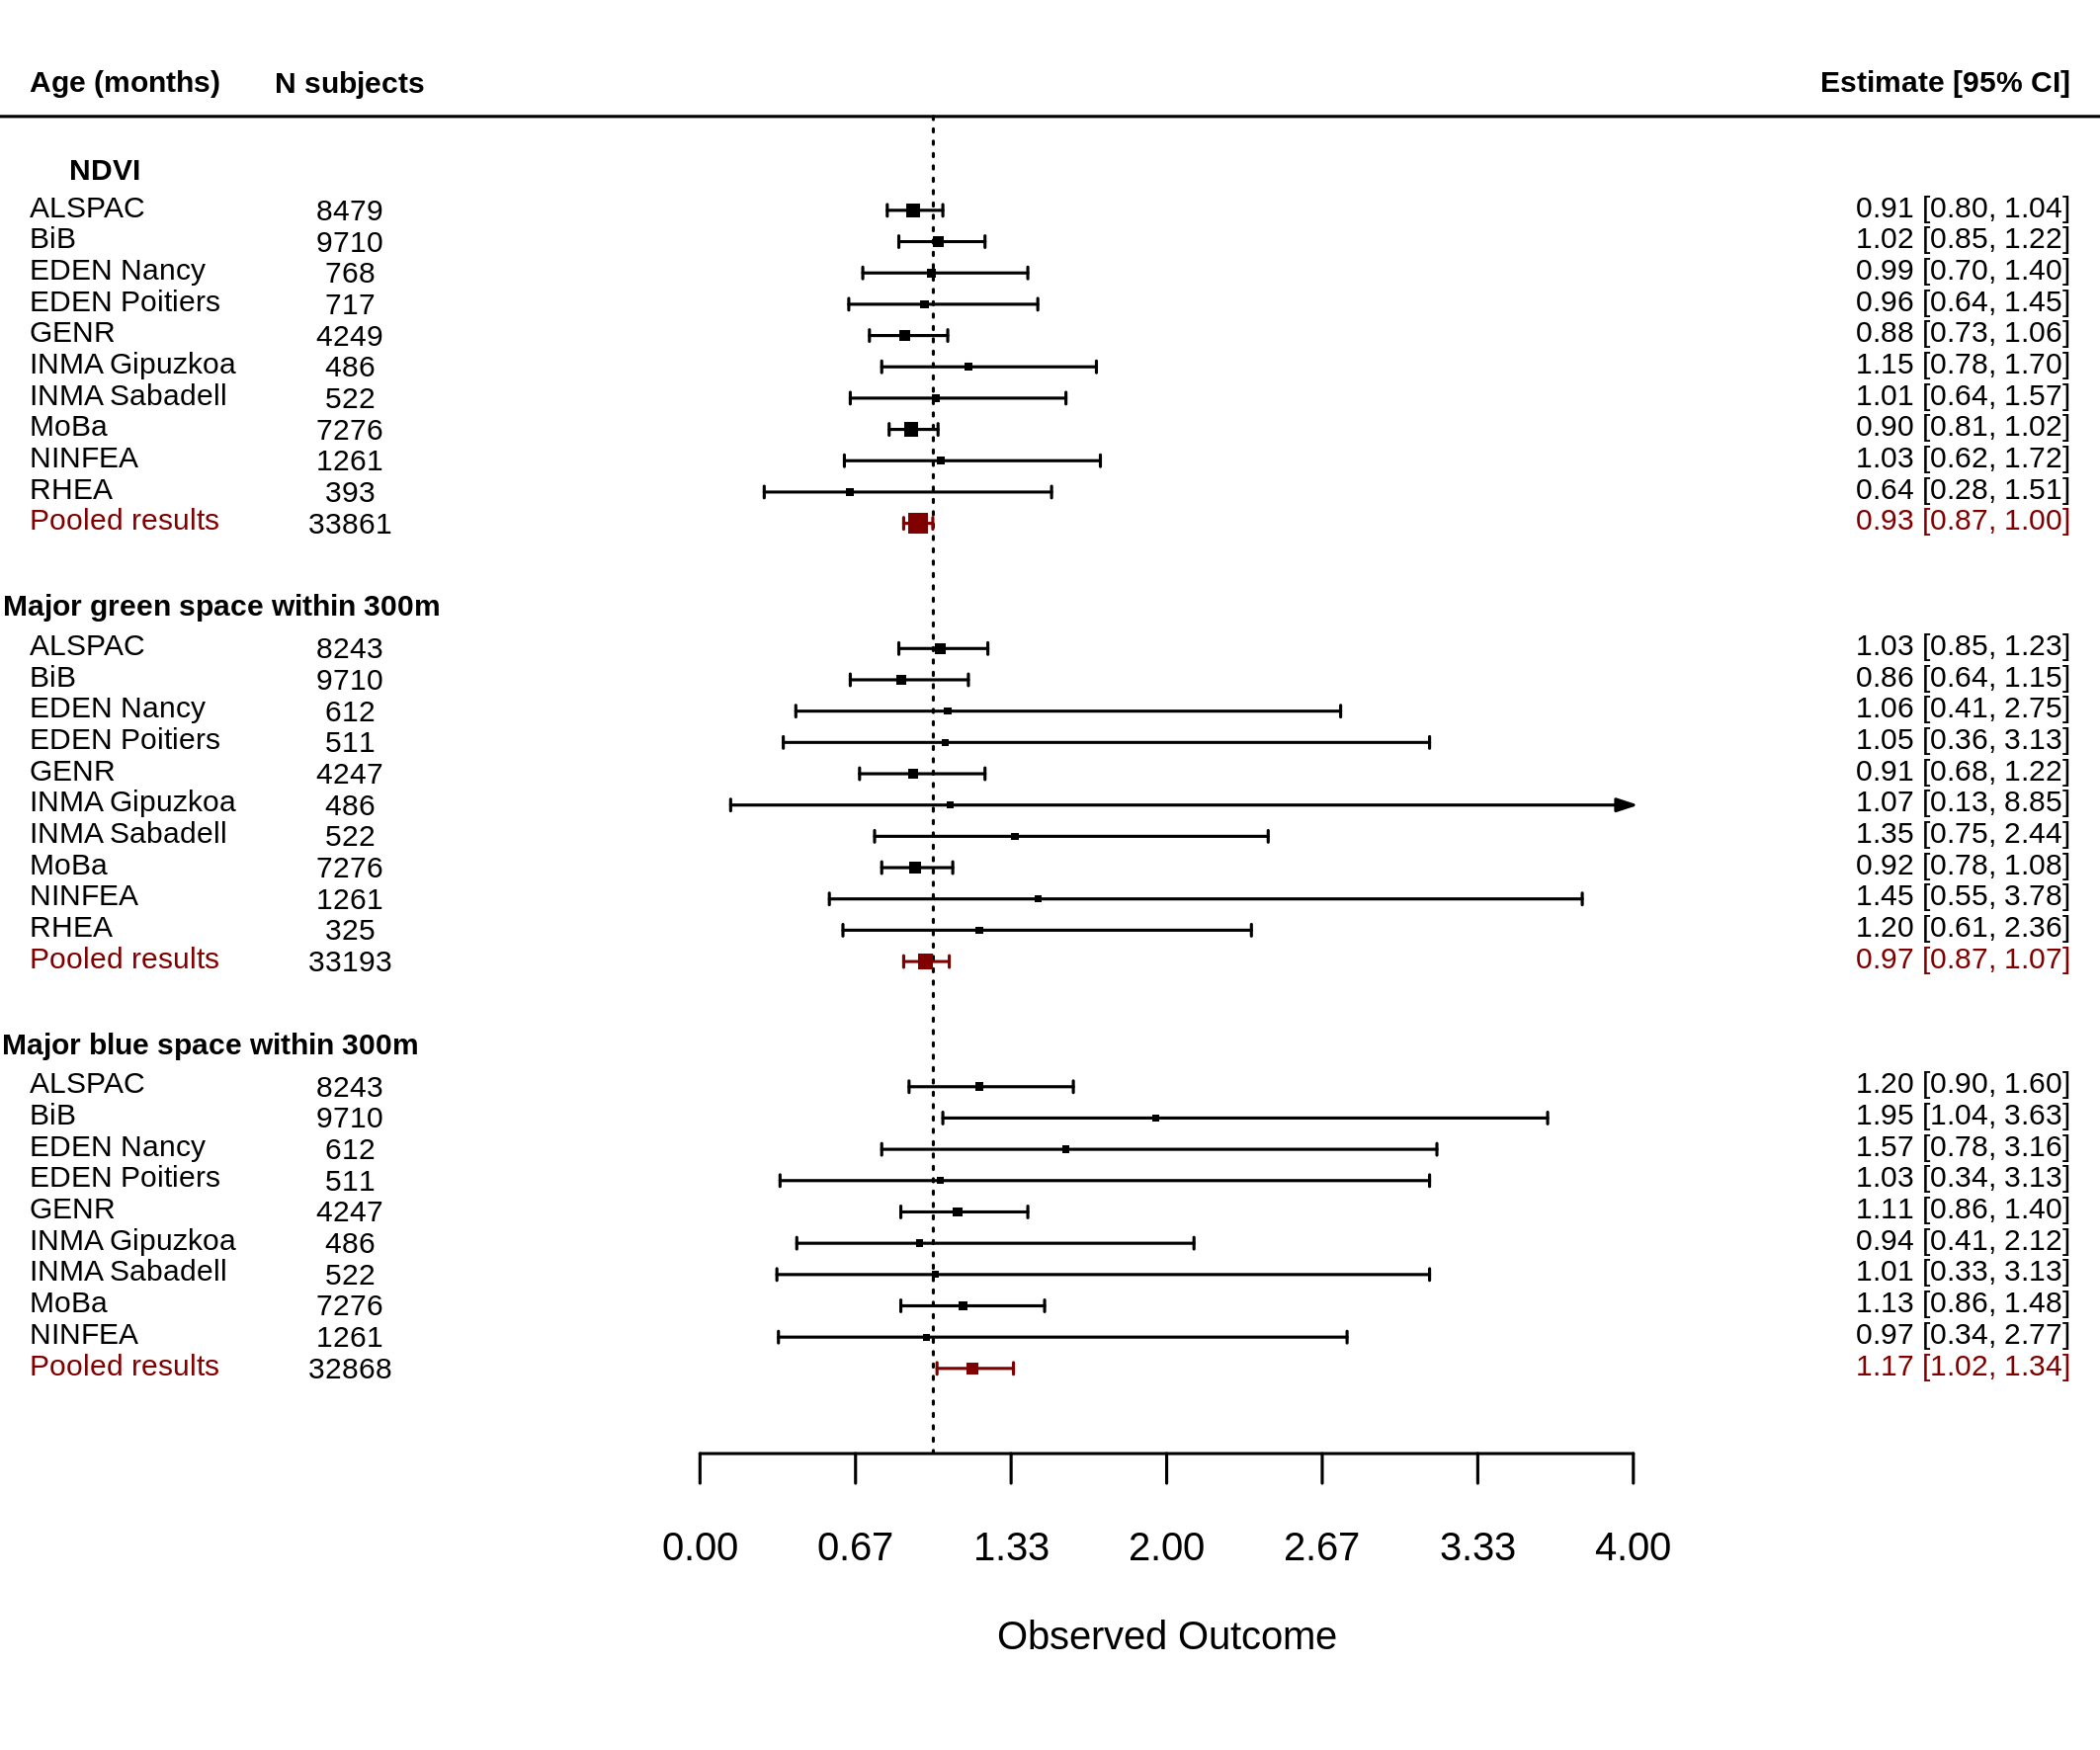 Age (months) N subjects Estimate [95% CI]
NDVI
ALSPAC 8479 0.91 [0.80, 1.04]
BiB 9710 1.02 [0.85, 1.22]
EDEN Nancy 768 0.99 [0.70, 1.40]
EDEN Poitiers 717 0.96 [0.64, 1.45]
GENR 4249 0.88 [0.73, 1.06]
INMA Gipuzkoa 486 1.15 [0.78, 1.70]
INMA Sabadell 522 1.01 [0.64, 1.57]
MoBa 7276 0.90 [0.81, 1.02]
NINFEA 1261 1.03 [0.62, 1.72]
RHEA 393 0.64 [0.28, 1.51]
Pooled results 33861 0.93 [0.87, 1.00]
Major green space within 300m
ALSPAC 8243 1.03 [0.85, 1.23]
BiB 9710 0.86 [0.64, 1.15]
EDEN Nancy 612 1.06 [0.41, 2.75]
EDEN Poitiers 511 1.05 [0.36, 3.13]
GENR 4247 0.91 [0.68, 1.22]
INMA Gipuzkoa 486 1.07 [0.13, 8.85]
INMA Sabadell 522 1.35 [0.75, 2.44]
MoBa 7276 0.92 [0.78, 1.08]
NINFEA 1261 1.45 [0.55, 3.78]
RHEA 325 1.20 [0.61, 2.36]
Pooled results 33193 0.97 [0.87, 1.07]
Major blue space within 300m
ALSPAC 8243 1.20 [0.90, 1.60]
BiB 9710 1.95 [1.04, 3.63]
EDEN Nancy 612 1.57 [0.78, 3.16]
EDEN Poitiers 511 1.03 [0.34, 3.13]
GENR 4247 1.11 [0.86, 1.40]
INMA Gipuzkoa 486 0.94 [0.41, 2.12]
INMA Sabadell 522 1.01 [0.33, 3.13]
MoBa 7276 1.13 [0.86, 1.48]
NINFEA 1261 0.97 [0.34, 2.77]
Pooled results 32868 1.17 [1.02, 1.34]
0.00 0.67 1.33 2.00 2.67 3.33 4.00
Observed Outcome